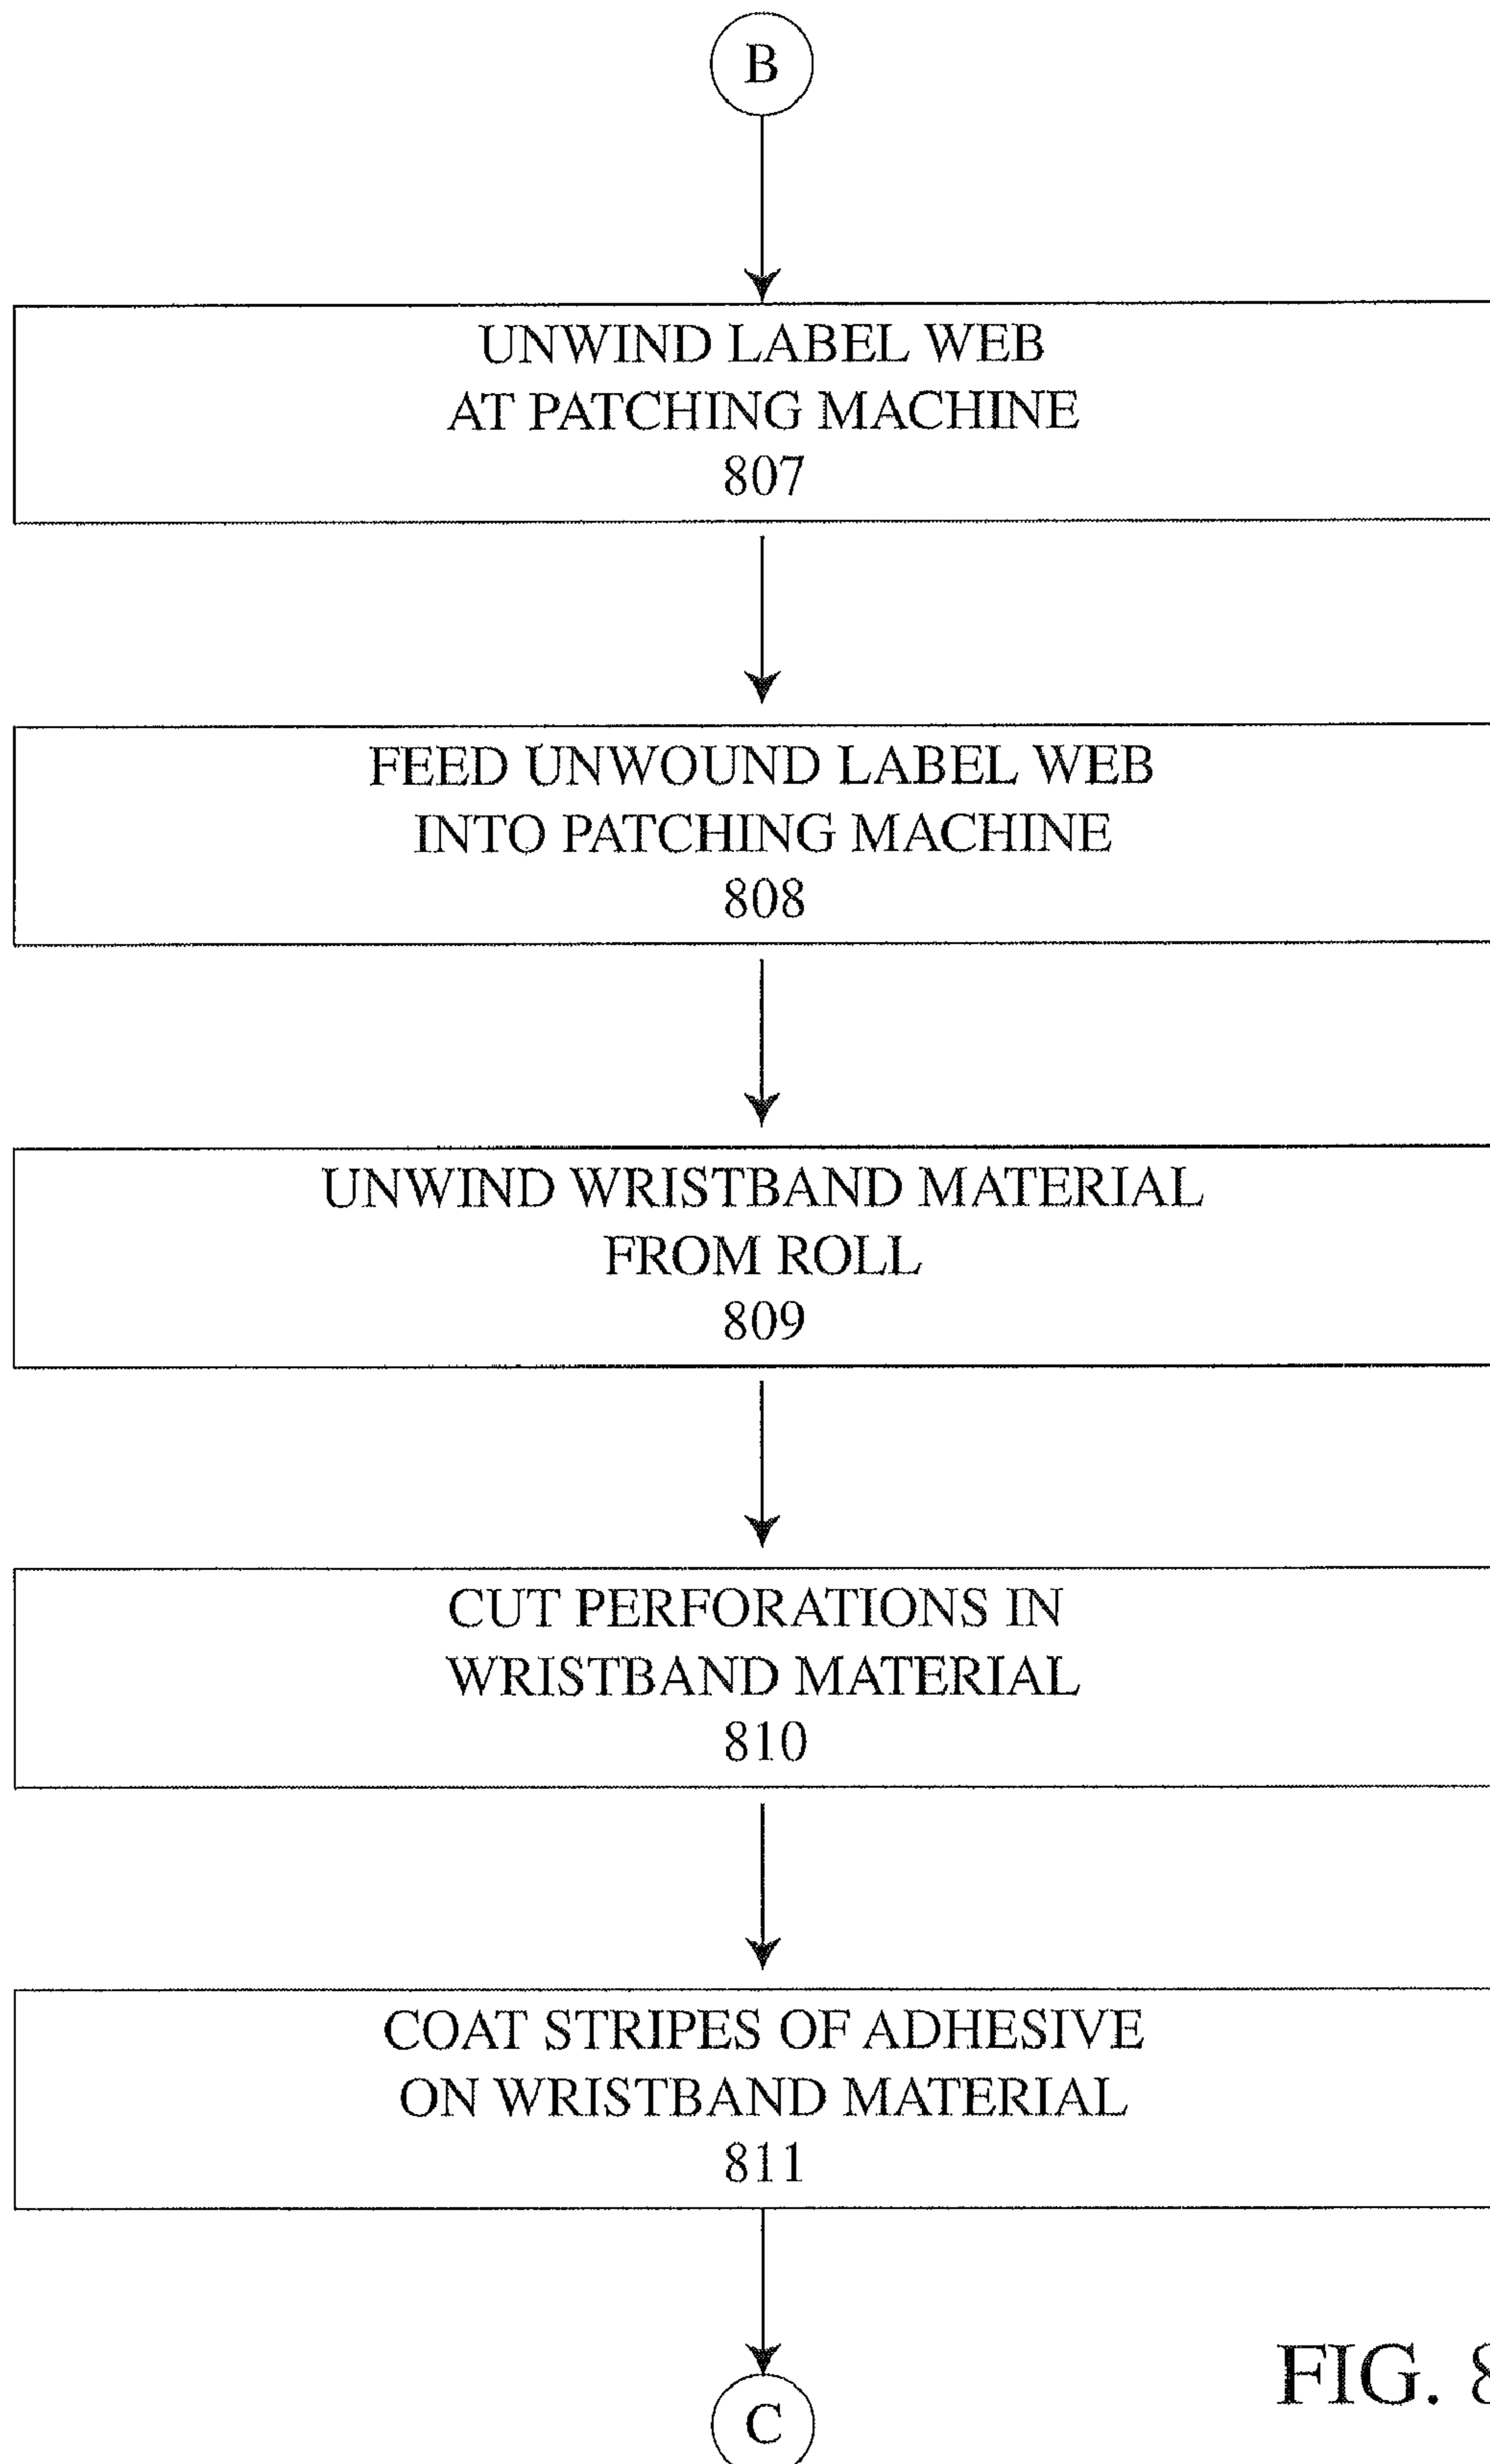 B
UNWIND LABEL WEB
AT PATCHING MACHINE
807
FEED UNWOUND LABEL WEB
INTO PATCHING MACHINE
808
UNWIND WRISTBAND MATERIAL
FROM ROLL
809
CUT PERFORATIONS IN
WRISTBAND MATERIAL
810
COAT STRIPES OF ADHESIVE
ON WRISTBAND MATERIAL
811
C
FIG. 8